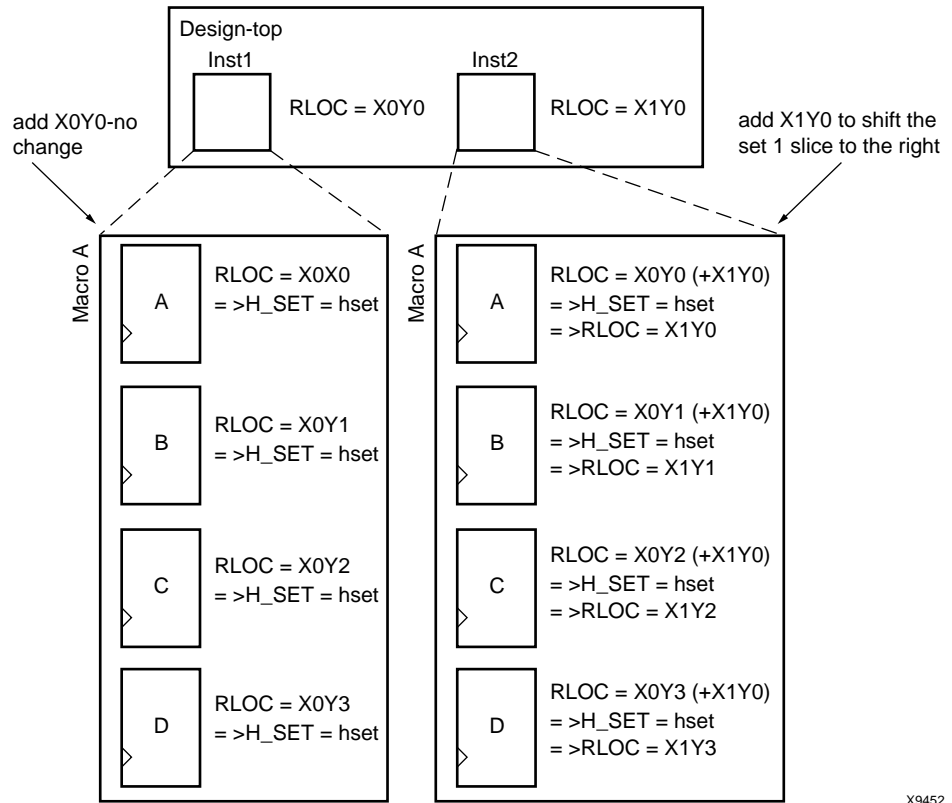 Design-top
Inst1
Inst2
RLOC = X0Y0
RLOC = X1Y0
add X0Y0-no
change
add X1Y0 to shift the
set 1 slice to the right
Macro A
A
RLOC = X0X0
= >H_SET = hset
B
RLOC = X0Y1
= >H_SET = hset
C
RLOC = X0Y2
= >H_SET = hset
D
RLOC = X0Y3
= >H_SET = hset
Macro A
A
RLOC = X0Y0 (+X1Y0)
= >H_SET = hset
= >RLOC = X1Y0
B
RLOC = X0Y1 (+X1Y0)
= >H_SET = hset
= >RLOC = X1Y1
C
RLOC = X0Y2 (+X1Y0)
= >H_SET = hset
= >RLOC = X1Y2
D
RLOC = X0Y3 (+X1Y0)
= >H_SET = hset
= >RLOC = X1Y3
X9452